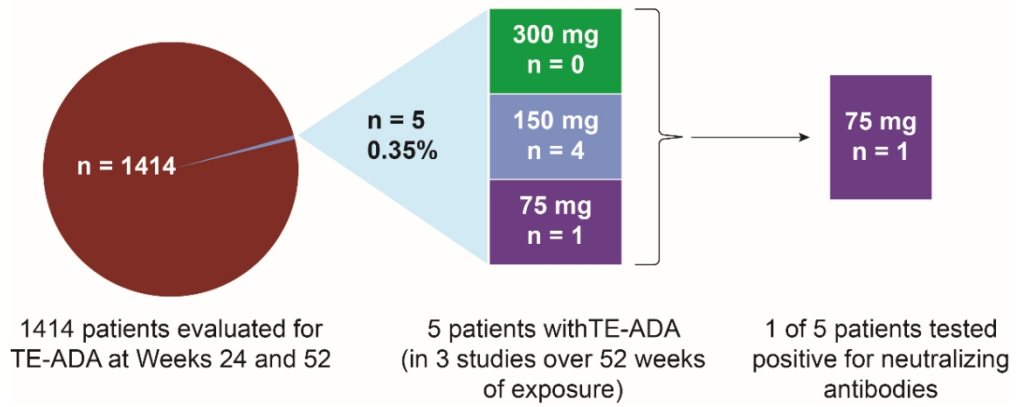 n = 1414
n = 5
0.35%
300 mg
n = 0
150 mg
n = 4
75 mg
n = 1
75 mg
n = 1
1414 patients evaluated for
TE-ADA at Weeks 24 and 52
5 patients withTE-ADA
(in 3 studies over 52 weeks
of exposure)
1 of 5 patients tested
positive for neutralizing
antibodies